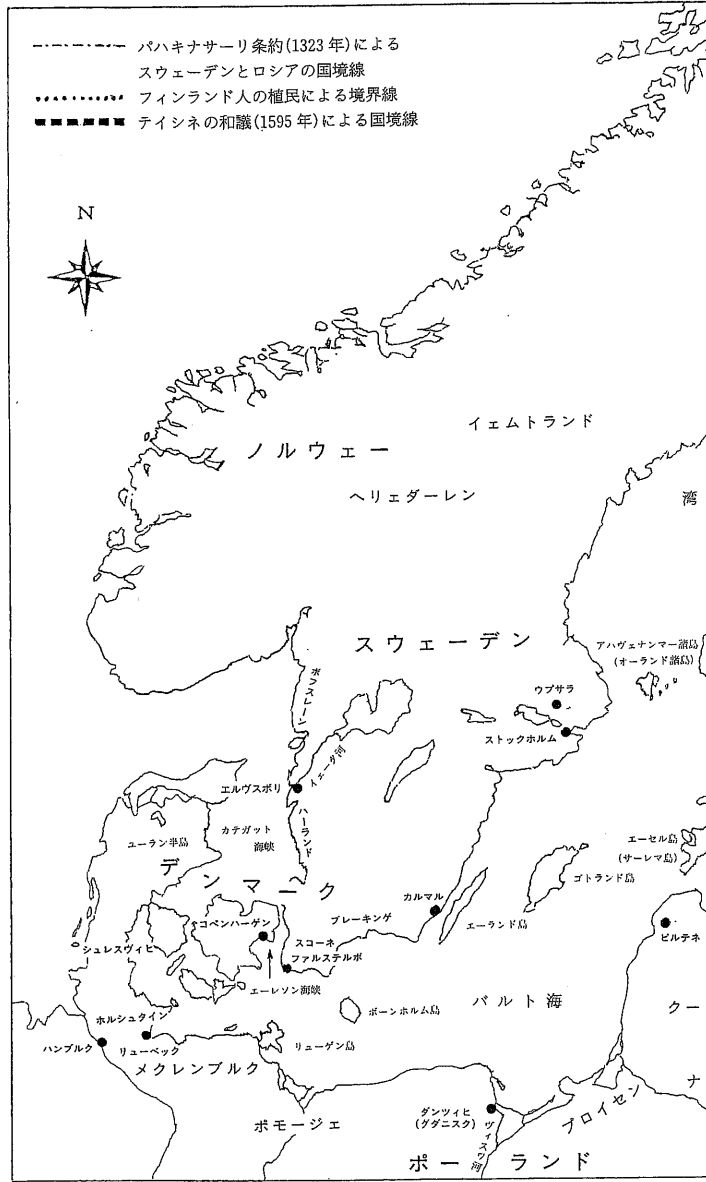 パハキナサーリ条約(1323年)による
スウェーデンとロシアの国境線
フィンランド人の植民による境界線
テイシネの和議(1595年)による国境線
N
イェムトランド
ノルウェー
ヘリェダーレン
湾
スウェーデン
アハヴェナンマー諸島
(オーランド諸島)
ウプサラ
ストックホルム
ボフスレーン
イェータ河
エルヴスボリ
ハーランド
カテガット
海峡
ユーラン半島
デンマーク
エーセル島
(サーレマ島)
ゴトランド島
カルマル
ブレーキンゲ
エーランド島
ピルテネ
コペンハーゲン
スコーネ
ファルステルボ
シュレスヴィヒ
エーレソン海峡
ボーンホルム島
バルト海
クー
ホルシュタイン
ハンブルク
リューベック
リューゲン島
メクレンブルク
ナ
ポモージェ
ダンツィヒ
(グダニスク)
ヴィスワ河
プロイセン
ポーランド